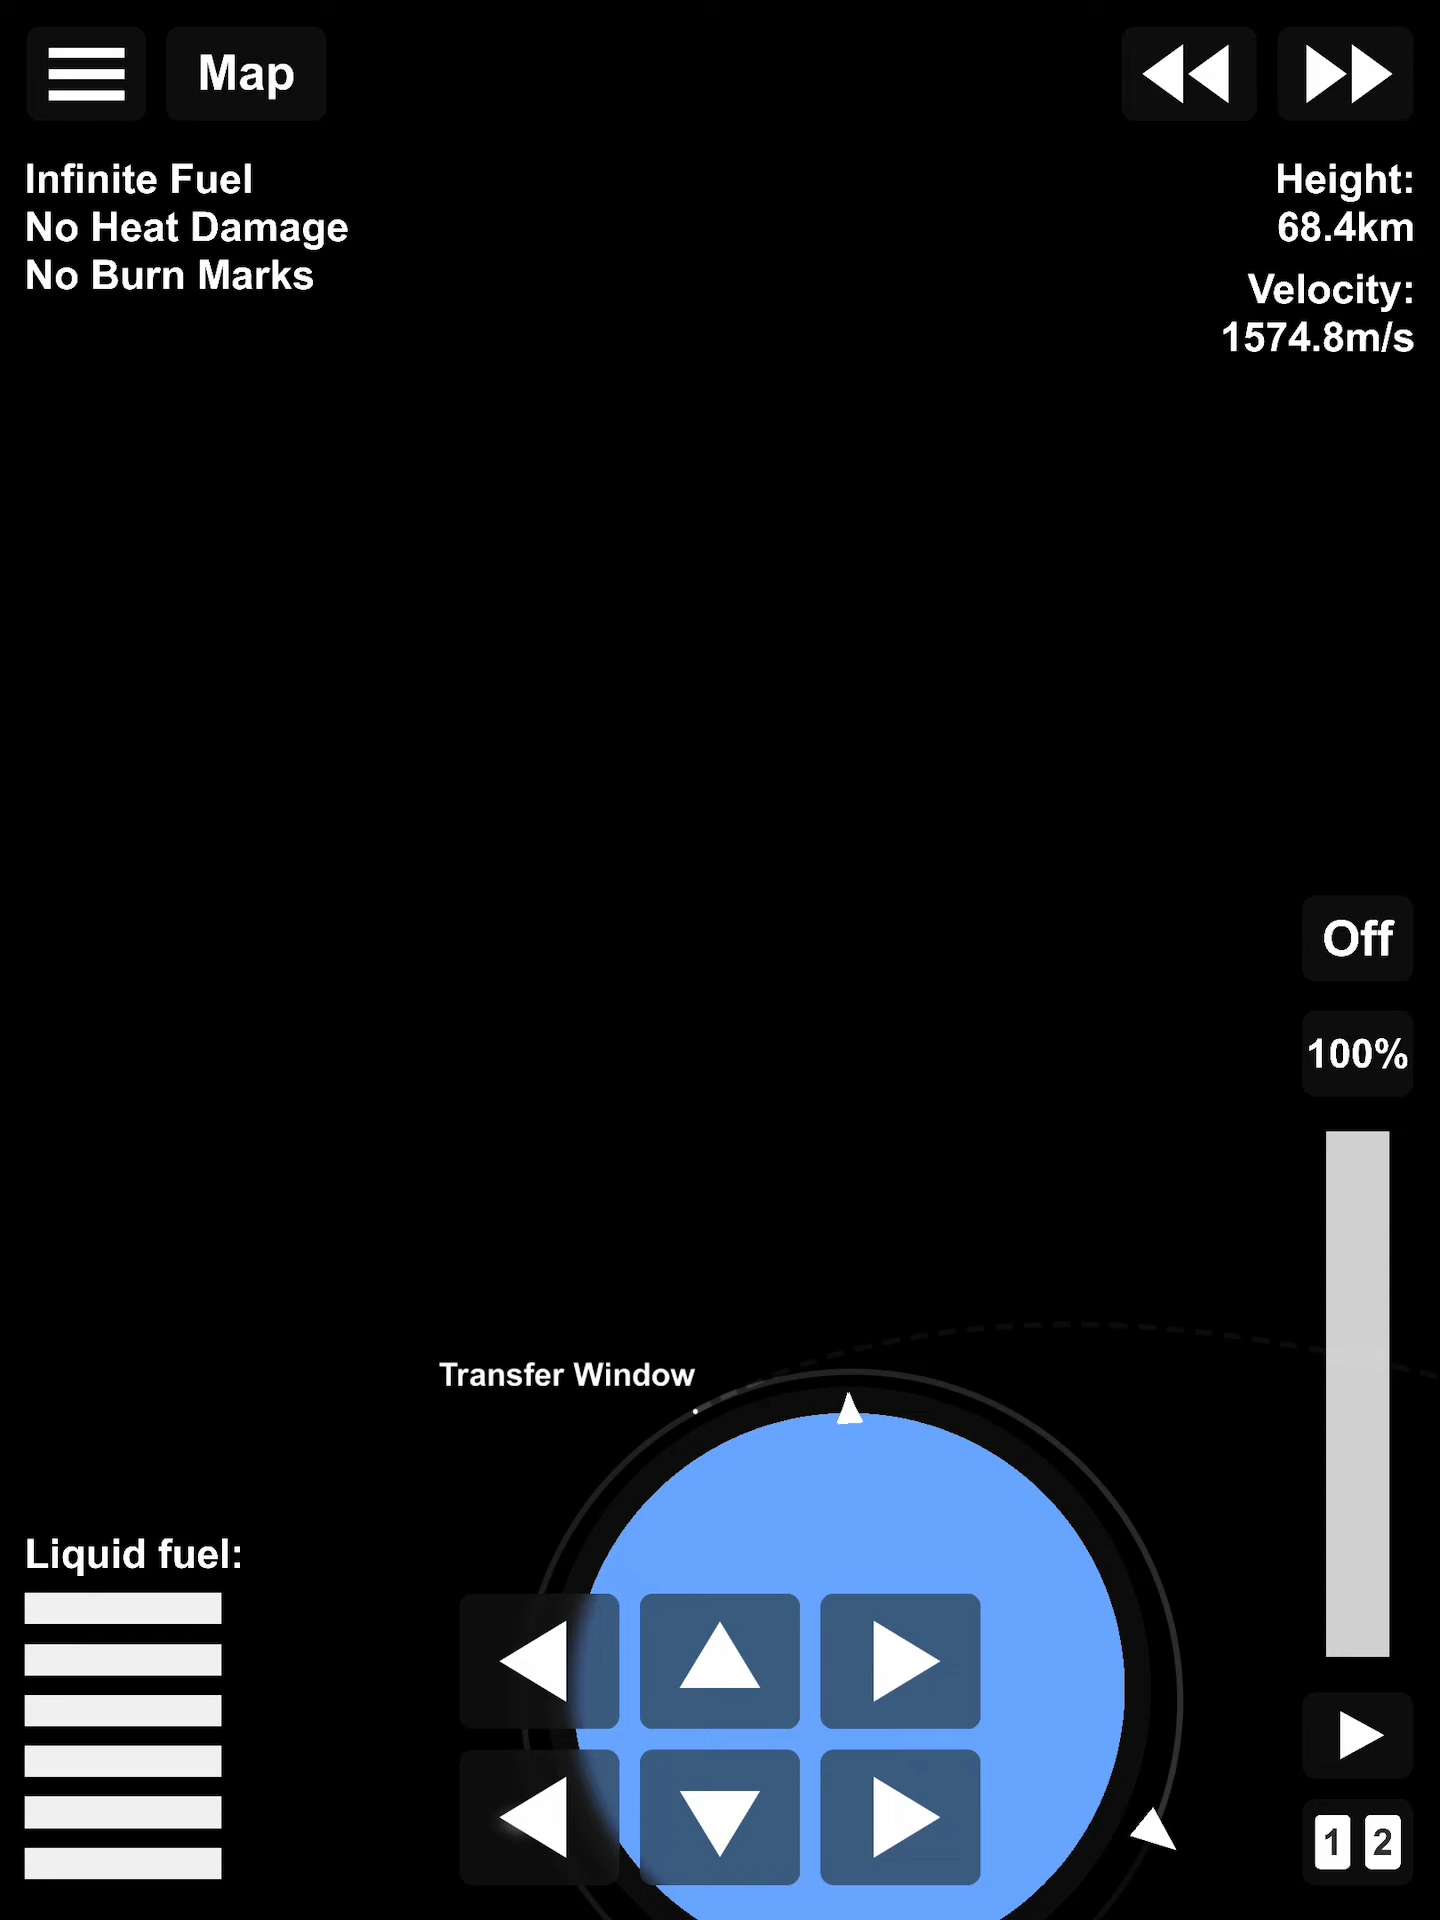 Map
Infinite Fuel
No Heat Damage
No Burn Marks
Height:
68.4km
Velocity:
1574.8m/s
Off
100%
Transfer Window
Liquid fuel:
1 2